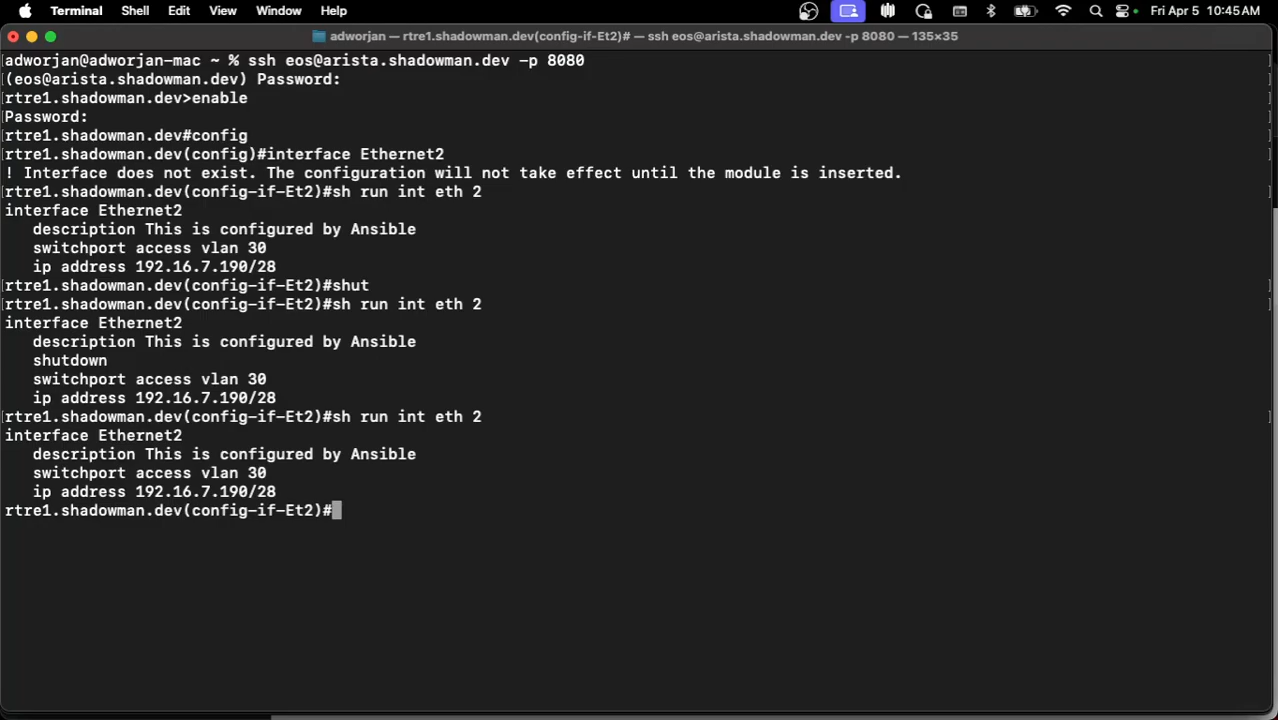 Terminal Shell Edit View Window Help Fri Apr 5 10:45 AM
adworjan — rtre1.shadowman.dev(config-if-Et2)# — ssh eos@arista.shadowman.dev -p 8080 — 135×35
adworjan@adworjan-mac ~ % ssh eos@arista.shadowman.dev -p 8080
(eos@arista.shadowman.dev) Password:
rtre1.shadowman.dev>enable
Password:
rtre1.shadowman.dev#config
rtre1.shadowman.dev(config)#interface Ethernet2
! Interface does not exist. The configuration will not take effect until the module is inserted.
rtre1.shadowman.dev(config-if-Et2)#sh run int eth 2
interface Ethernet2
   description This is configured by Ansible
   switchport access vlan 30
   ip address 192.16.7.190/28
rtre1.shadowman.dev(config-if-Et2)#shut
rtre1.shadowman.dev(config-if-Et2)#sh run int eth 2
interface Ethernet2
   description This is configured by Ansible
   shutdown
   switchport access vlan 30
   ip address 192.16.7.190/28
rtre1.shadowman.dev(config-if-Et2)#sh run int eth 2
interface Ethernet2
   description This is configured by Ansible
   switchport access vlan 30
   ip address 192.16.7.190/28
rtre1.shadowman.dev(config-if-Et2)#